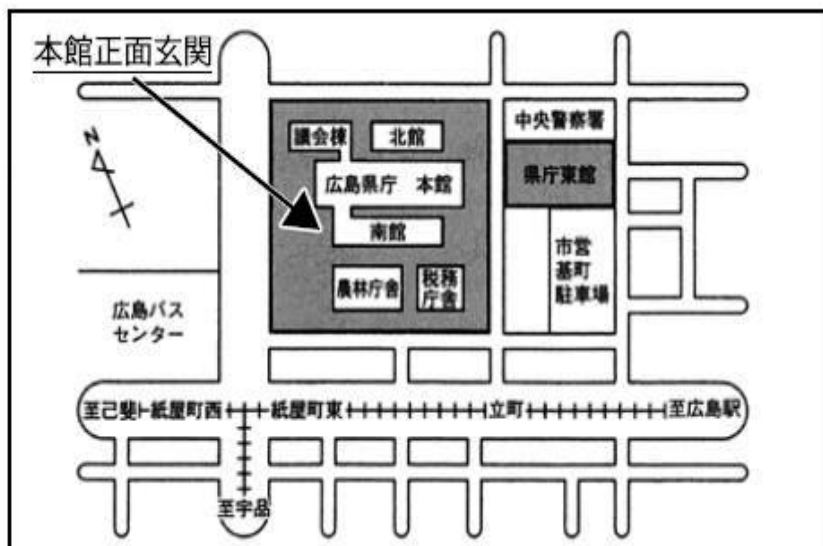 本館正面玄関
N
中央警察署
議会棟
北館
県庁東館
広島県庁 本館
南館
市営
基町
駐車場
農林庁舎
税務
庁舎
広島バス
センター
至己斐
紙屋町西
紙屋町東
立町
至広島駅
至宇品